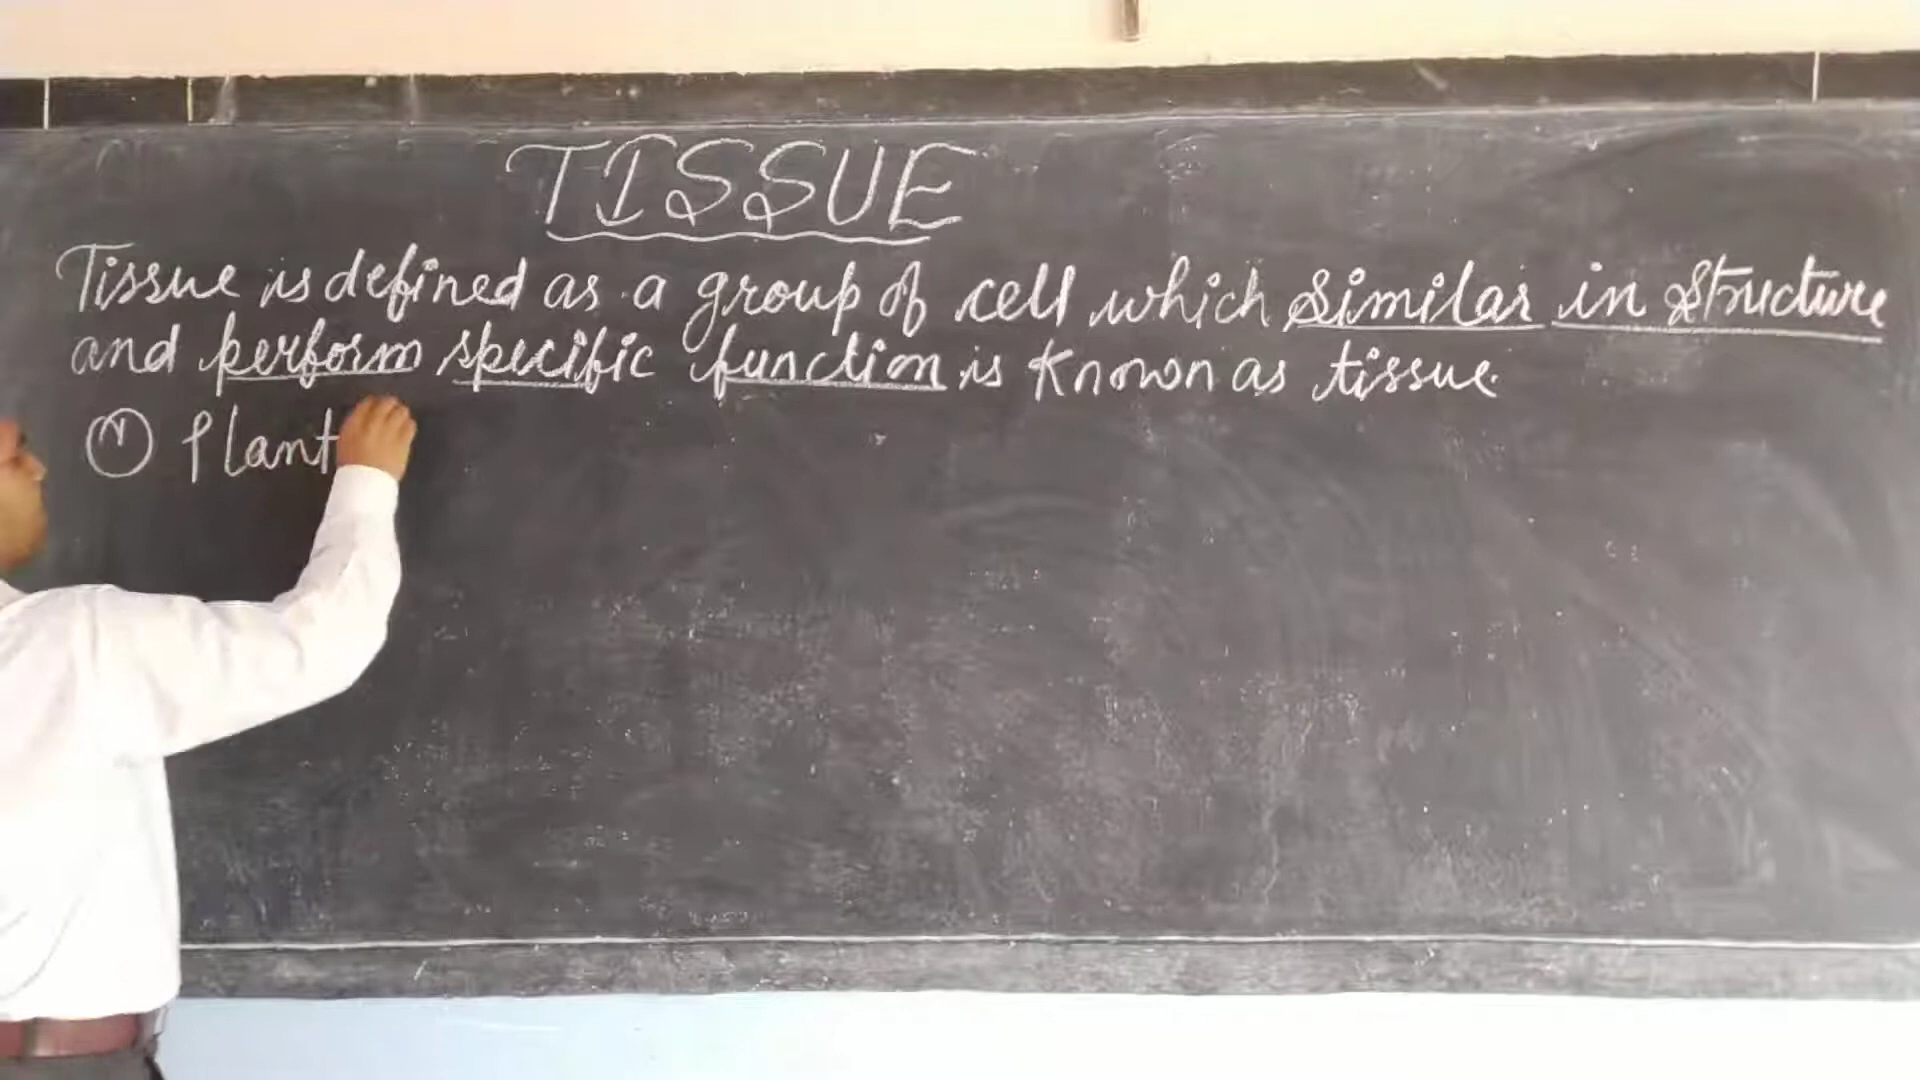 TISSUE
Tissue is defined as a group of cell which similar in structure
and perform specific function is known as tissue.
① Plant